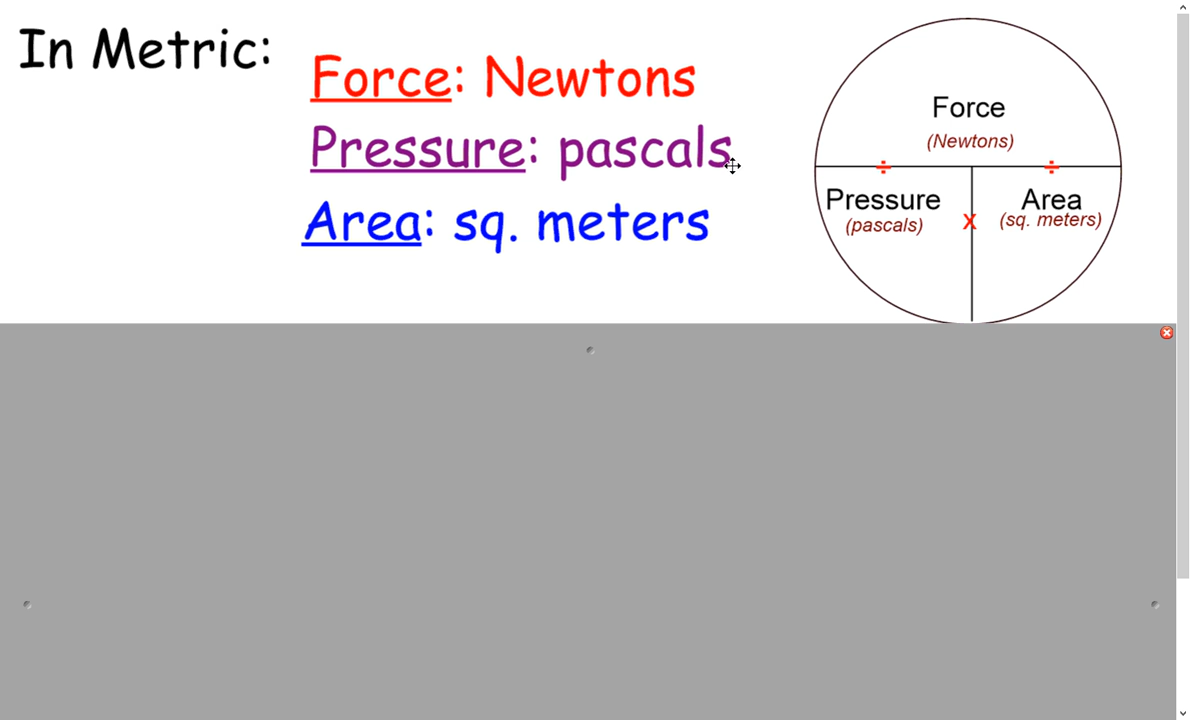 In Metric:
Force: Newtons
Pressure: pascals
Area: sq. meters
Force
(Newtons)
÷ ÷
Pressure
(pascals)
x
Area
(sq. meters)